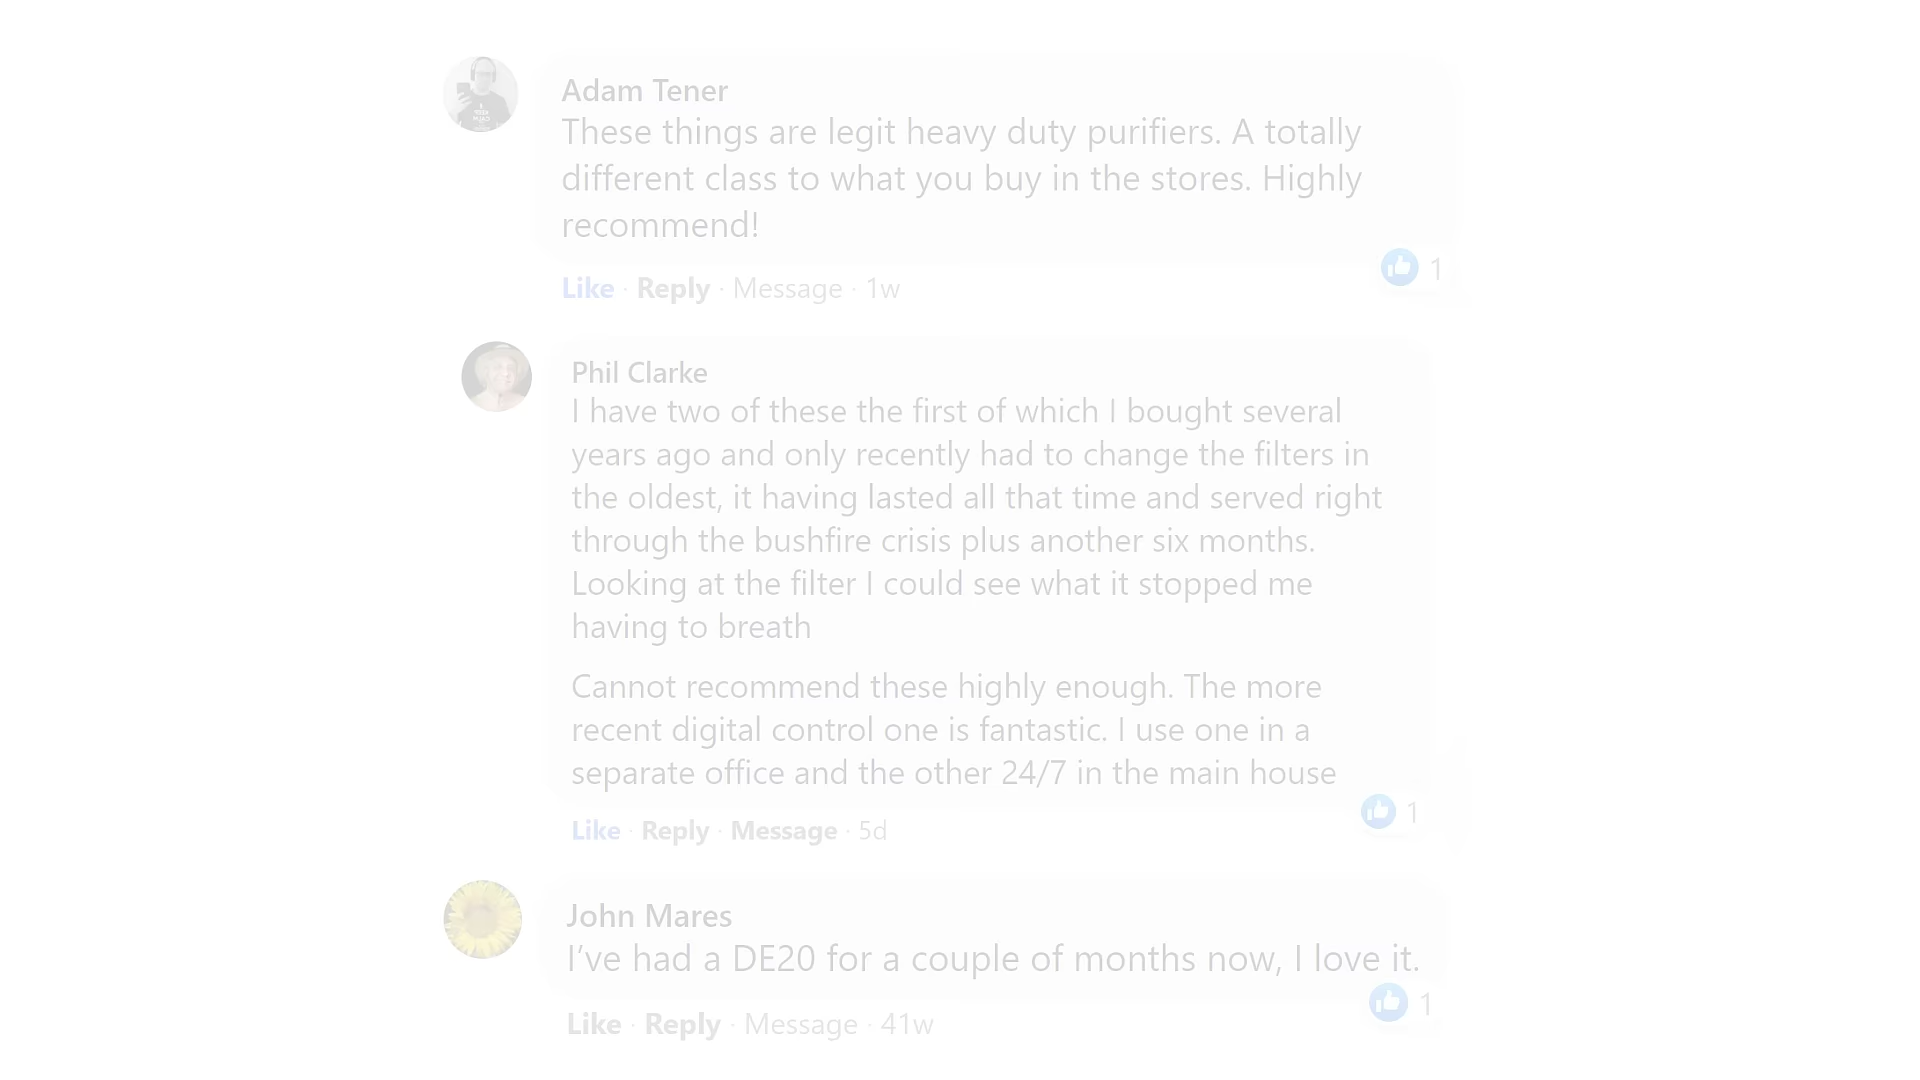 Adam Tener
These things are legit heavy duty purifiers. A totally
different class to what you buy in the stores. Highly
recommend!
1
Like · Reply · Message · 1w
Phil Clarke
I have two of these the first of which I bought several
years ago and only recently had to change the filters in
the oldest, it having lasted all that time and served right
through the bushfire crisis plus another six months.
Looking at the filter I could see what it stopped me
having to breath
Cannot recommend these highly enough. The more
recent digital control one is fantastic. I use one in a
separate office and the other 24/7 in the main house
1
Like · Reply · Message · 5d
John Mares
I’ve had a DE20 for a couple of months now, I love it.
1
Like · Reply · Message · 41w